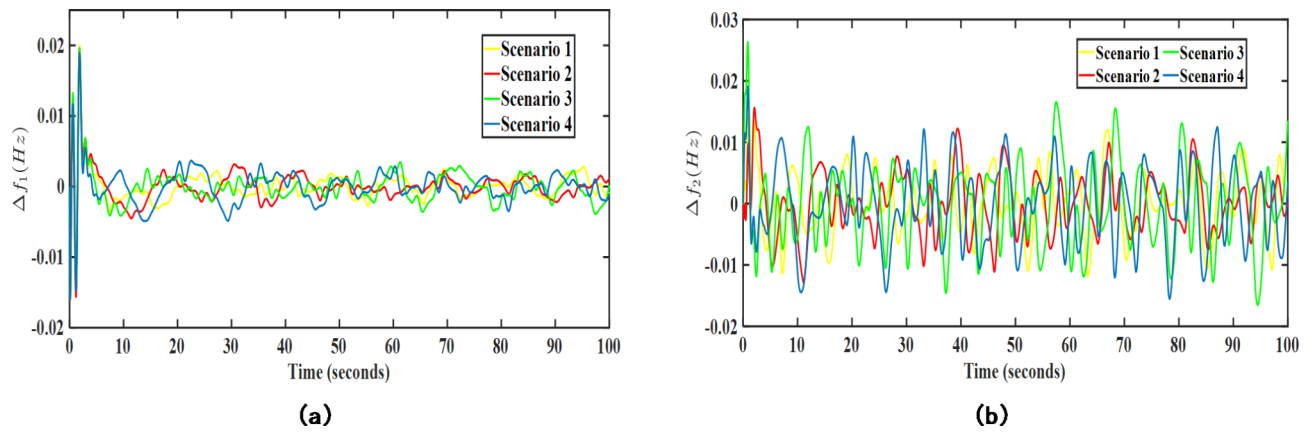 0.02
0.01
0
-0.01
-0.02
Δf₁(Hz)
Scenario 1
Scenario 2
Scenario 3
Scenario 4
0 10 20 30 40 50 60 70 80 90 100
Time (seconds)
(a)
0.03
0.02
0.01
0
-0.01
-0.02
Δf₂(Hz)
Scenario 1 Scenario 3
Scenario 2 Scenario 4
0 10 20 30 40 50 60 70 80 90 100
Time (seconds)
(b)